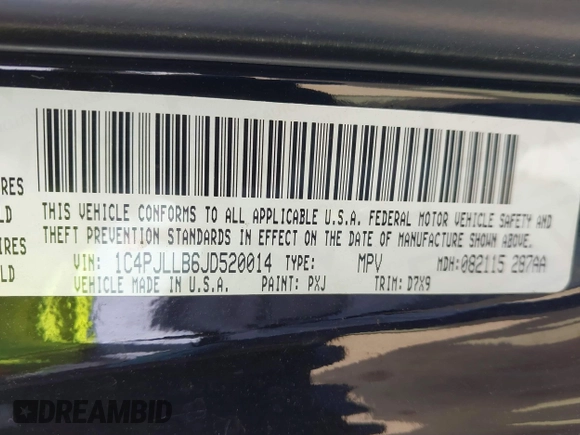 THIS VEHICLE CONFORMS TO ALL APPLICABLE U.S.A. FEDERAL MOTOR VEHICLE SAFETY AND
THEFT PREVENTION STANDARDS IN EFFECT ON THE DATE OF MANUFACTURE SHOWN ABOVE.
VIN: 1C4PJLLB6JD520014 TYPE: MPV MDH: 082115 287AA
VEHICLE MADE IN U.S.A. PAINT: PXJ TRIM: D7X9
IRES
LD
IRES
LD
DREAMBID